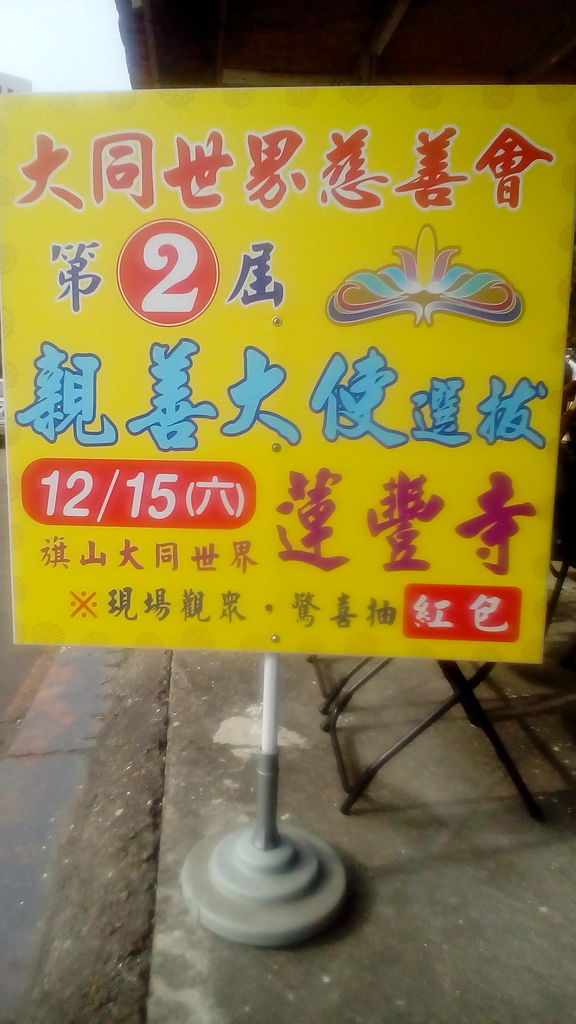 大同世界慈善會
第2屆
親善大使選拔
12/15(六) 蓮豐寺
旗山大同世界
※現場觀眾，驚喜抽紅包